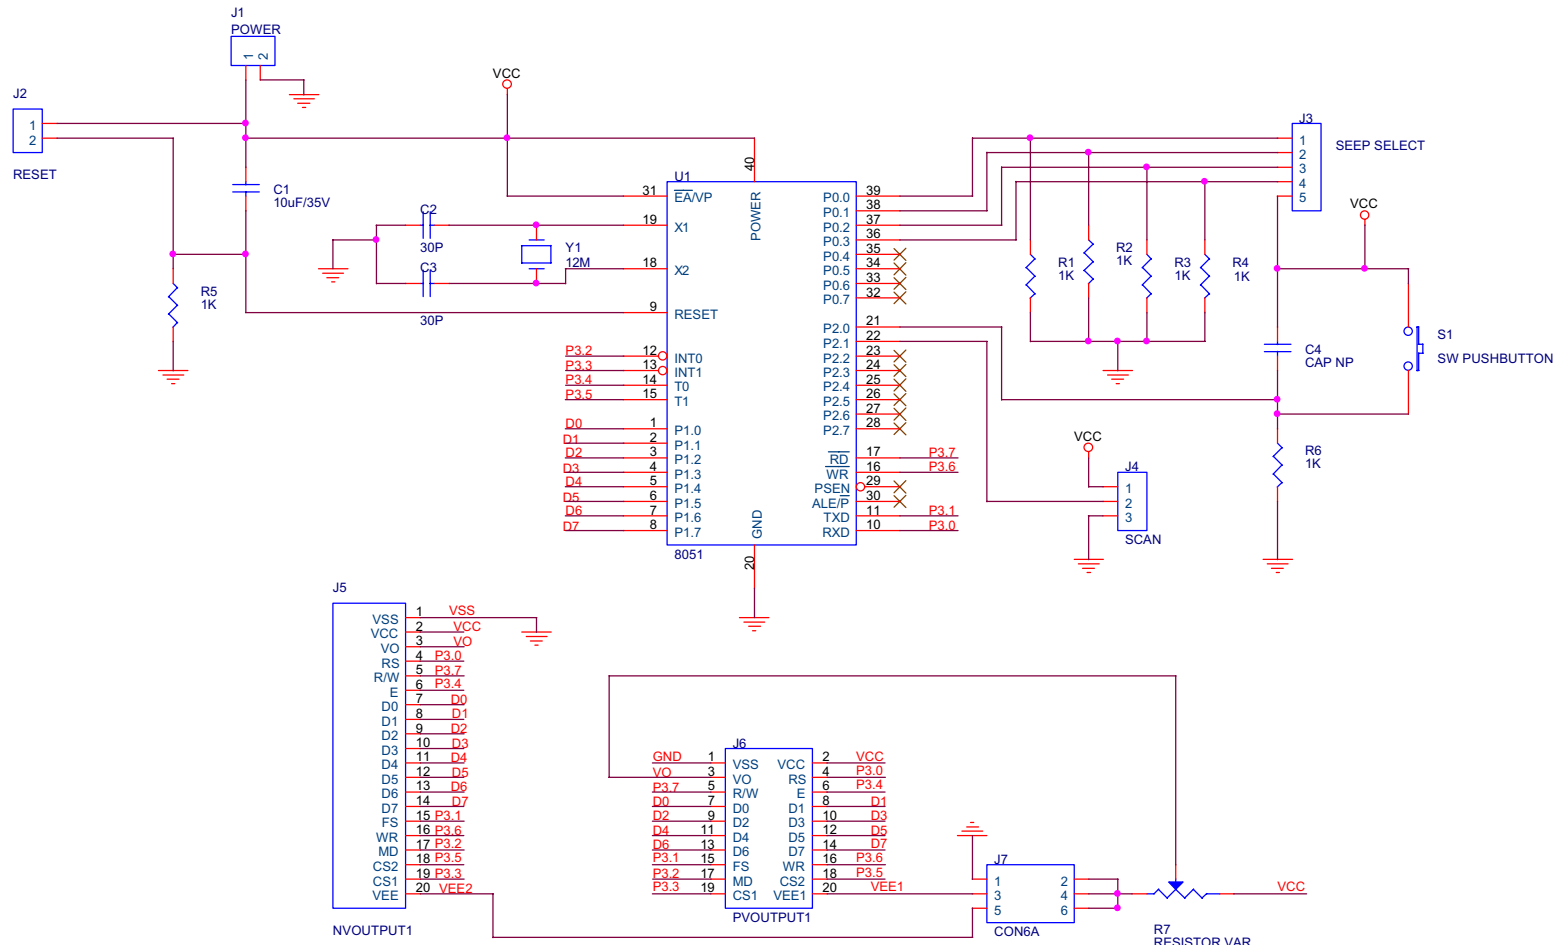 J1
POWER
1
2
J2
1
2
RESET
VCC
C1
10uF/35V
C2
30P
C3
30P
Y1
12M
R5
1K
U1
40
POWER
31 EA/VP
19 X1
18 X2
9 RESET
P3.2 12 INT0
P3.3 13 INT1
P3.4 14 T0
P3.5 15 T1
D0 1 P1.0
D1 2 P1.1
D2 3 P1.2
D3 4 P1.3
D4 5 P1.4
D5 6 P1.5
D6 7 P1.6
D7 8 P1.7
P0.0 39
P0.1 38
P0.2 37
P0.3 36
P0.4 35
P0.5 34
P0.6 33
P0.7 32
P2.0 21
P2.1 22
P2.2 23
P2.3 24
P2.4 25
P2.5 26
P2.6 27
P2.7 28
RD 17 P3.7
WR 16 P3.6
PSEN 29
ALE/P 30
TXD 11 P3.1
RXD 10 P3.0
GND
20
8051
J3
1
2
3
4
5
SEEP SELECT
R1
1K
R2
1K
R3
1K
R4
1K
VCC
C4
CAP NP
S1
SW PUSHBUTTON
R6
1K
VCC
J4
1
2
3
SCAN
J5
VSS 1 VSS
VCC 2 VCC
VO 3 VO
RS 4 P3.0
R/W 5 P3.7
E 6 P3.4
D0 7 D0
D1 8 D1
D2 9 D2
D3 10 D3
D4 11 D4
D5 12 D5
D6 13 D6
D7 14 D7
FS 15 P3.1
WR 16 P3.6
MD 17 P3.2
CS2 18 P3.5
CS1 19 P3.3
VEE 20 VEE2
NVOUTPUT1
J6
GND 1 VSS VCC 2 VCC
VO 3 VO RS 4 P3.0
P3.7 5 R/W E 6 P3.4
D0 7 D0 D1 8 D1
D2 9 D2 D3 10 D3
D4 11 D4 D5 12 D5
D6 13 D6 D7 14 D7
P3.1 15 FS WR 16 P3.6
P3.2 17 MD CS2 18 P3.5
P3.3 19 CS1 VEE1 20 VEE1
PVOUTPUT1
J7
1 2
3 4
5 6
CON6A
VCC
R7
RESISTOR VAR